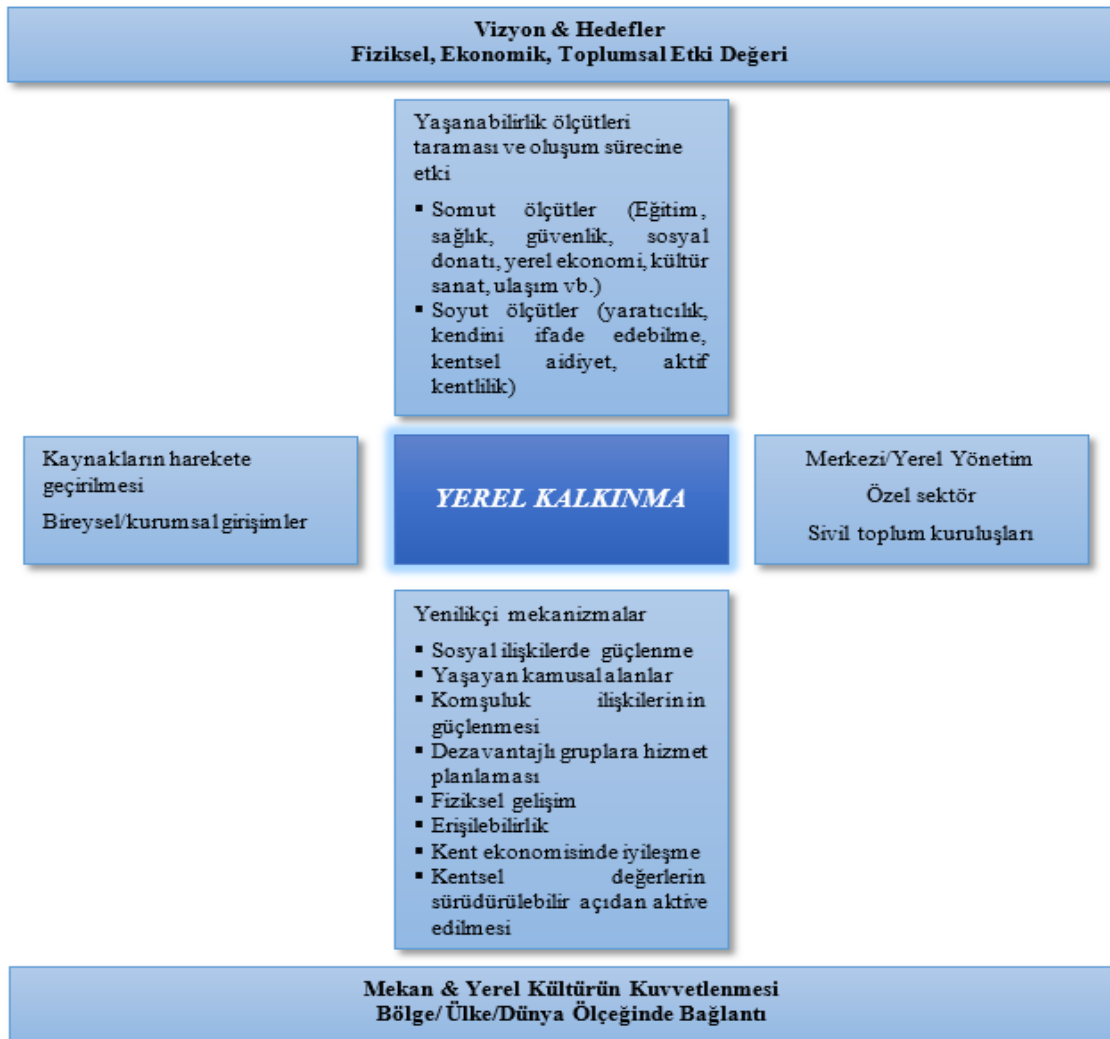 Vizyon & Hedefler
Fiziksel, Ekonomik, Toplumsal Etki Değeri
Yaşanabilirlik ölçütleri
taraması ve oluşum sürecine
etki
▪ Somut ölçütler (Eğitim,
sağlık, güvenlik, sosyal
donatı, yerel ekonomi, kültür
sanat, ulaşım vb.)
▪ Soyut ölçütler (yaratıcılık,
kendini ifade edebilme,
kentsel aidiyet, aktif
kentlilik)
Kaynakların harekete
geçirilmesi
Bireysel/kurumsal girişimler
YEREL KALKINMA
Merkezi/Yerel Yönetim
Özel sektör
Sivil toplum kuruluşları
Yenilikçi mekanizmalar
▪ Sosyal ilişkilerde güçlenme
▪ Yaşayan kamusal alanlar
▪ Komşuluk ilişkilerinin
güçlenmesi
▪ Dezavantajlı gruplara hizmet
planlaması
▪ Fiziksel gelişim
▪ Erişilebilirlik
▪ Kent ekonomisinde iyileşme
▪ Kentsel değerlerin
sürüdürülebilir açıdan aktive
edilmesi
Mekan & Yerel Kültürün Kuvvetlenmesi
Bölge/ Ülke/Dünya Ölçeğinde Bağlantı